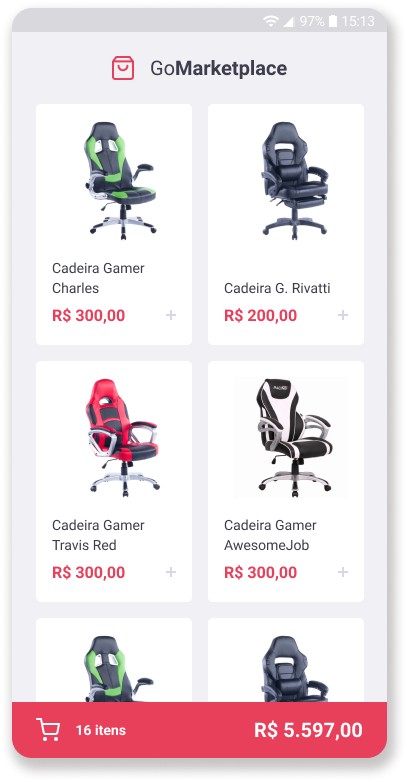 97% 15:13
GoMarketplace
Cadeira Gamer
Charles
R$ 300,00 +
Cadeira G. Rivatti
R$ 200,00 +
Cadeira Gamer
Travis Red
R$ 300,00 +
Cadeira Gamer
AwesomeJob
R$ 300,00 +
16 itens R$ 5.597,00